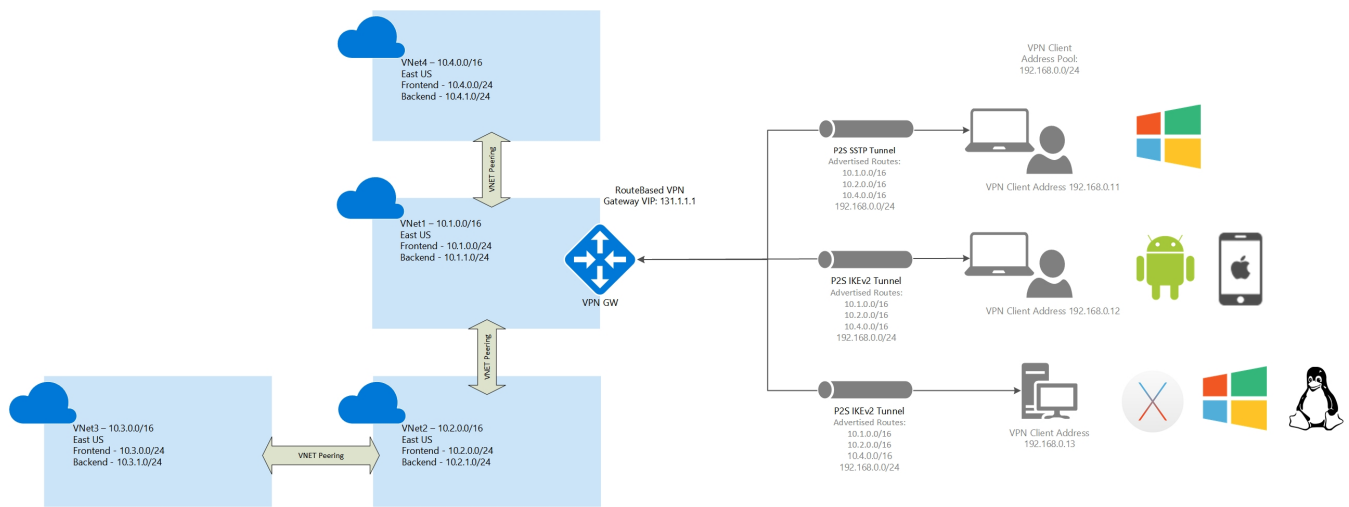 VNet4 – 10.4.0.0/16
East US
Frontend - 10.4.0.0/24
Backend - 10.4.1.0/24
VNET Peering
VNet1 – 10.1.0.0/16
East US
Frontend - 10.1.0.0/24
Backend - 10.1.1.0/24
RouteBased VPN
Gateway VIP: 131.1.1.1
VPN GW
VNET Peering
VNet3 – 10.3.0.0/16
East US
Frontend - 10.3.0.0/24
Backend - 10.3.1.0/24
VNET Peering
VNet2 – 10.2.0.0/16
East US
Frontend - 10.2.0.0/24
Backend - 10.2.1.0/24
VPN Client
Address Pool:
192.168.0.0/24
P2S SSTP Tunnel
Advertised Routes:
10.1.0.0/16
10.2.0.0/16
10.4.0.0/16
192.168.0.0/24
VPN Client Address 192.168.0.11
P2S IKEv2 Tunnel
Advertised Routes:
10.1.0.0/16
10.2.0.0/16
10.4.0.0/16
192.168.0.0/24
VPN Client Address 192.168.0.12
P2S IKEv2 Tunnel
Advertised Routes:
10.1.0.0/16
10.2.0.0/16
10.4.0.0/16
192.168.0.0/24
VPN Client Address
192.168.0.13